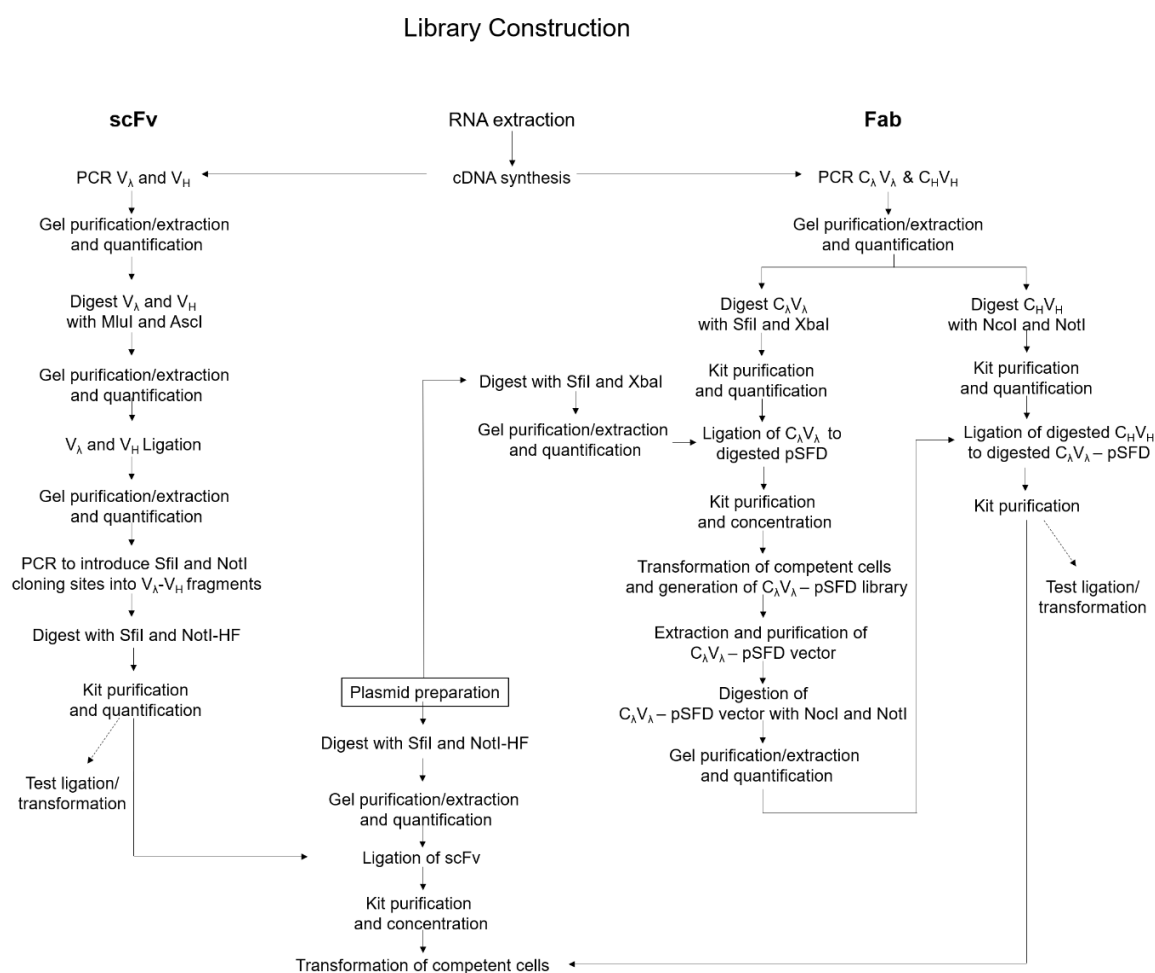 Library Construction
scFv
RNA extraction
Fab
PCR Vλ and VH
cDNA synthesis
PCR Cλ Vλ & CHVH
Gel purification/extraction
and quantification
Digest Vλ and VH
with MluI and AscI
Gel purification/extraction
and quantification
Vλ and VH Ligation
Gel purification/extraction
and quantification
PCR to introduce SfiI and NotI
cloning sites into Vλ-VH fragments
Digest with SfiI and NotI-HF
Kit purification
and quantification
Test ligation/
transformation
Plasmid preparation
Digest with SfiI and NotI-HF
Gel purification/extraction
and quantification
Ligation of scFv
Kit purification
and concentration
Transformation of competent cells
Digest with SfiI and XbaI
Gel purification/extraction
and quantification
Gel purification/extraction
and quantification
Digest CλVλ
with SfiI and XbaI
Kit purification
and quantification
Ligation of CλVλ to
digested pSFD
Kit purification
and concentration
Transformation of competent cells
and generation of CλVλ – pSFD library
Extraction and purification of
CλVλ – pSFD vector
Digestion of
CλVλ – pSFD vector with NocI and NotI
Gel purification/extraction
and quantification
Digest CHVH
with NcoI and NotI
Kit purification
and quantification
Ligation of digested CHVH
to digested CλVλ – pSFD
Kit purification
Test ligation/
transformation